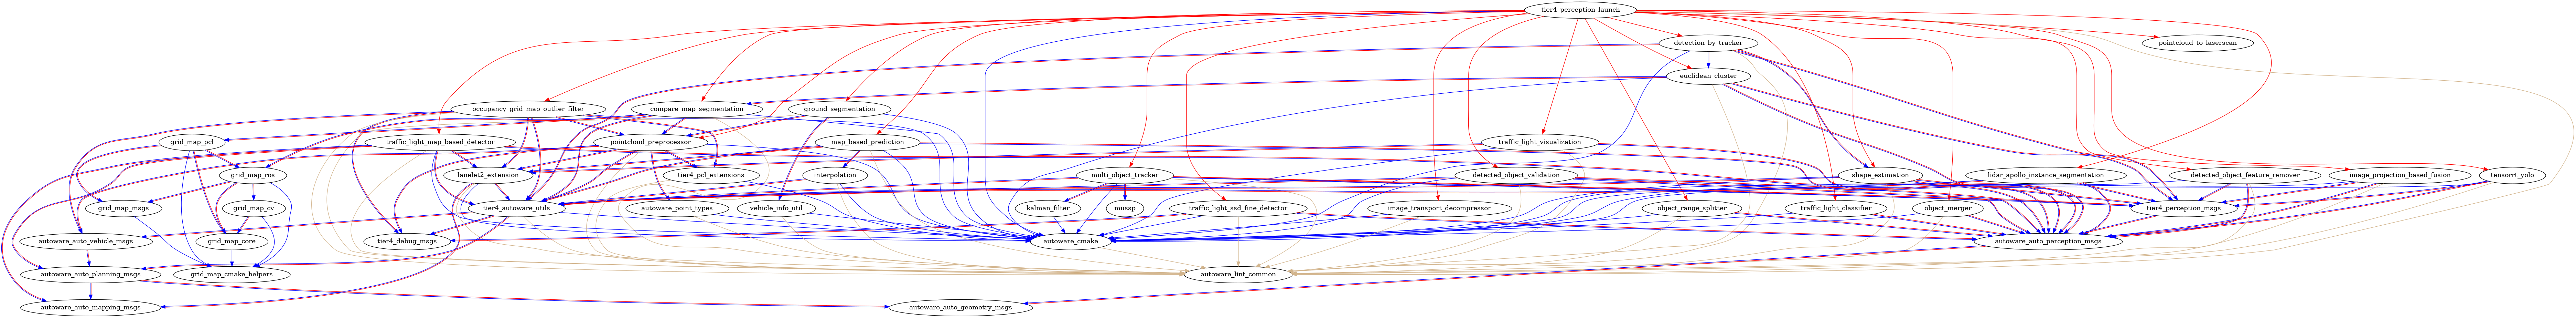 tier4_perception_launch
detection_by_tracker
pointcloud_to_laserscan
euclidean_cluster
occupancy_grid_map_outlier_filter
compare_map_segmentation
ground_segmentation
grid_map_pcl
traffic_light_map_based_detector
pointcloud_preprocessor
map_based_prediction
traffic_light_visualization
grid_map_ros
lanelet2_extension
tier4_pcl_extensions
interpolation
multi_object_tracker
detected_object_validation
shape_estimation
lidar_apollo_instance_segmentation
detected_object_feature_remover
image_projection_based_fusion
tensorrt_yolo
grid_map_msgs
grid_map_cv
tier4_autoware_utils
autoware_point_types
vehicle_info_util
kalman_filter
mussp
traffic_light_ssd_fine_detector
image_transport_decompressor
object_range_splitter
traffic_light_classifier
object_merger
tier4_perception_msgs
autoware_auto_vehicle_msgs
grid_map_core
tier4_debug_msgs
autoware_cmake
autoware_auto_perception_msgs
autoware_auto_planning_msgs
grid_map_cmake_helpers
autoware_lint_common
autoware_auto_mapping_msgs
autoware_auto_geometry_msgs